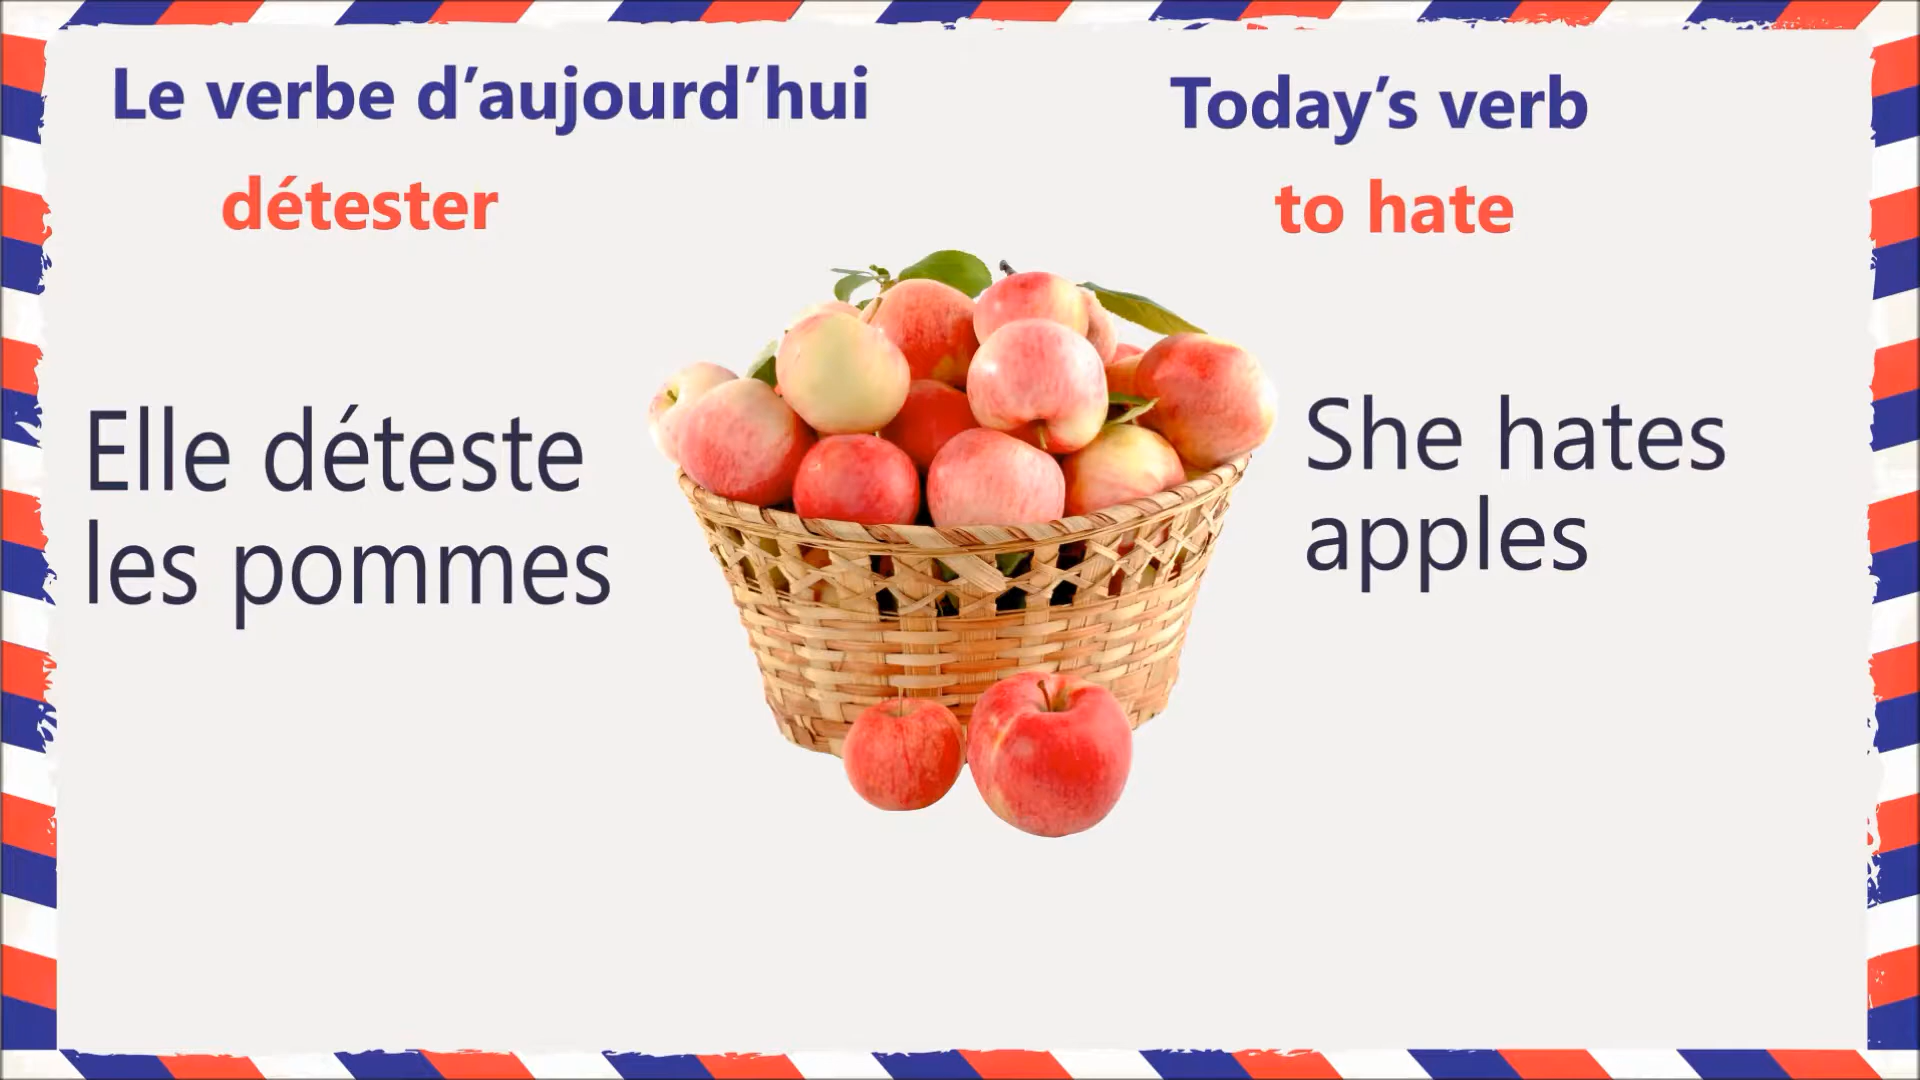 Le verbe d’aujourd’hui
détester
Today’s verb
to hate
Elle déteste
les pommes
She hates
apples